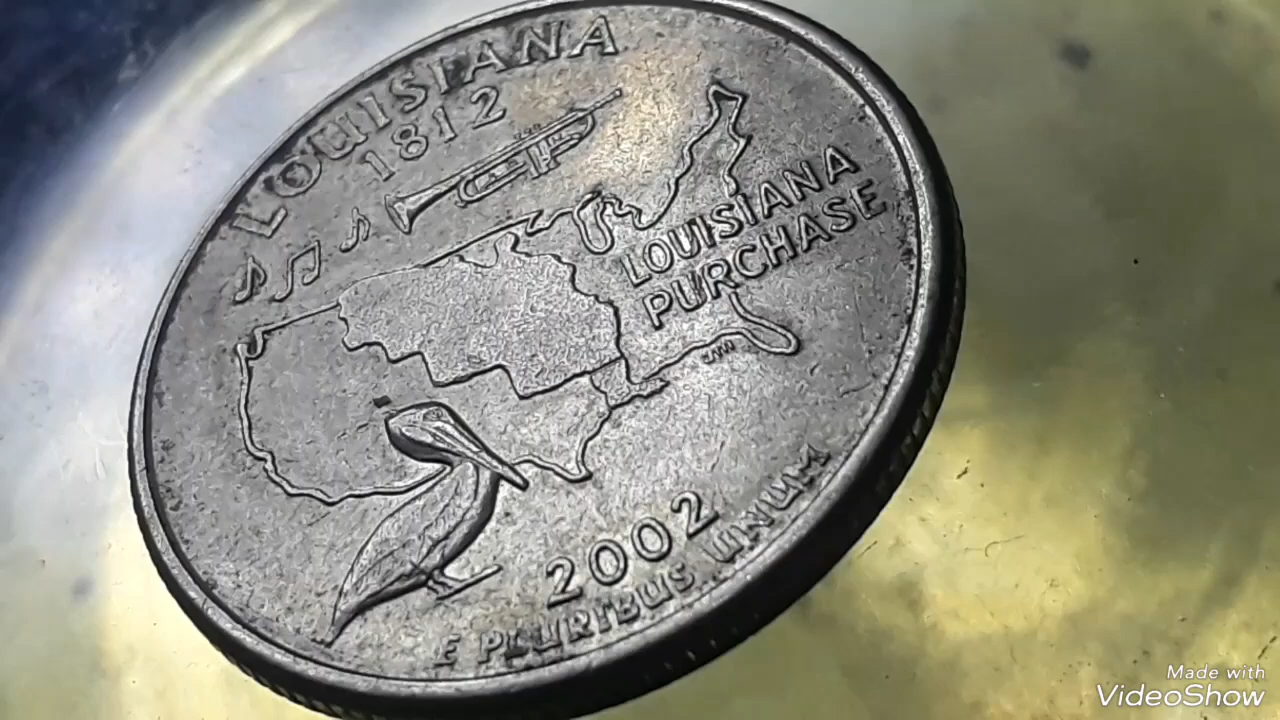 LOUISIANA
1812
LOUISIANA
PURCHASE
2002
E PLURIBUS UNUM
Made with
VideoShow